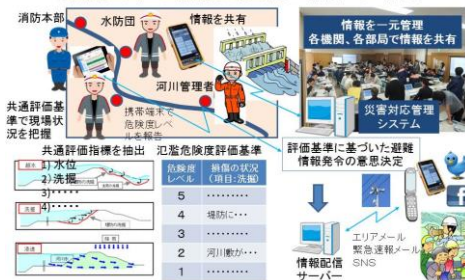 消防本部
水防団
情報を共有
河川管理者
共通評価基
準で現場状
況を把握
携帯端末で
危険度レベ
ルを報告
情報を一元管理
各機関、各部局で情報を共有
災害対応管理
システム
評価基準に基づいた避難
情報発令の意思決定
共通評価指標を抽出
1) 水位
2) 洗掘
3)・・・・・
4)・・・・・
越水
洗掘
浸透
氾濫危険度評価基準
危険度
レベル
損傷の状況
(項目:洗掘)
5 ・・・・・・・・・
4 堤防に・・・
3 ・・・・・・・・・
2 河川敷が・・・
1 ・・・・・・・・・
情報配信
サーバー
エリアメール
緊急速報メール
SNS